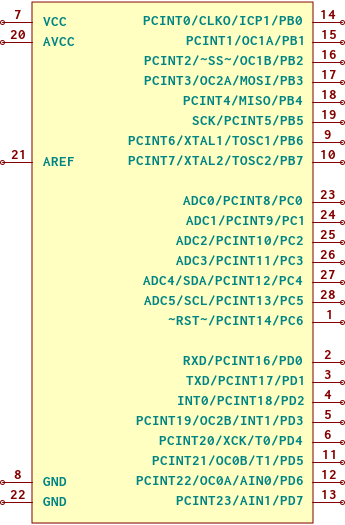 7 VCC PCINT0/CLKO/ICP1/PB0 14
20 AVCC PCINT1/OC1A/PB1 15
PCINT2/~SS~/OC1B/PB2 16
PCINT3/OC2A/MOSI/PB3 17
PCINT4/MISO/PB4 18
SCK/PCINT5/PB5 19
PCINT6/XTAL1/TOSC1/PB6 9
21 AREF PCINT7/XTAL2/TOSC2/PB7 10
ADC0/PCINT8/PC0 23
ADC1/PCINT9/PC1 24
ADC2/PCINT10/PC2 25
ADC3/PCINT11/PC3 26
ADC4/SDA/PCINT12/PC4 27
ADC5/SCL/PCINT13/PC5 28
~RST~/PCINT14/PC6 1
RXD/PCINT16/PD0 2
TXD/PCINT17/PD1 3
INT0/PCINT18/PD2 4
PCINT19/OC2B/INT1/PD3 5
PCINT20/XCK/T0/PD4 6
PCINT21/OC0B/T1/PD5 11
8 GND PCINT22/OC0A/AIN0/PD6 12
22 GND PCINT23/AIN1/PD7 13